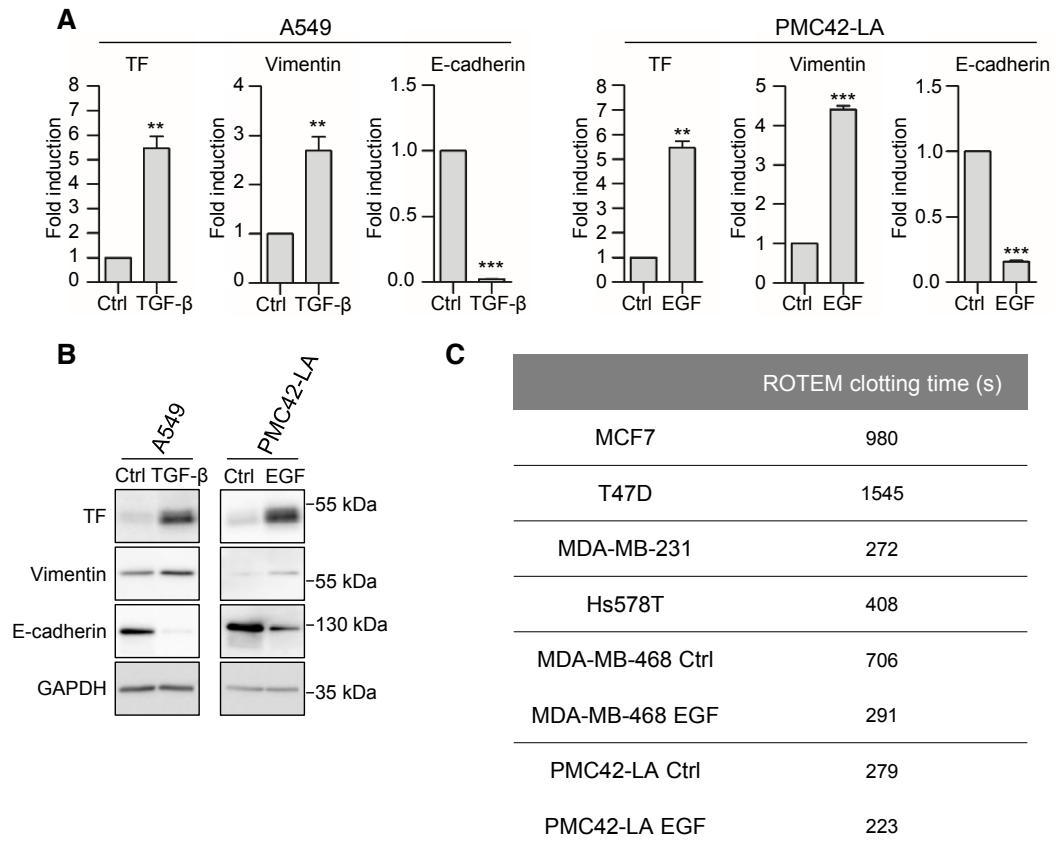 A
A549
PMC42-LA
TF
Vimentin
E-cadherin
TF
Vimentin
E-cadherin
Fold induction
8
7
6
5
4
3
2
1
0
**
Ctrl TGF-β
Fold induction
4
3
2
1
0
**
Ctrl TGF-β
Fold induction
1.5
1.0
0.5
0.0
***
Ctrl TGF-β
Fold induction
8
7
6
5
4
3
2
1
0
**
Ctrl EGF
Fold induction
5
4
3
2
1
0
***
Ctrl EGF
Fold induction
1.5
1.0
0.5
0.0
***
Ctrl EGF
B
A549
PMC42-LA
Ctrl TGF-β Ctrl EGF
TF
55 kDa
Vimentin
55 kDa
E-cadherin
130 kDa
GAPDH
35 kDa
C
ROTEM clotting time (s)
MCF7 980
T47D 1545
MDA-MB-231 272
Hs578T 408
MDA-MB-468 Ctrl 706
MDA-MB-468 EGF 291
PMC42-LA Ctrl 279
PMC42-LA EGF 223